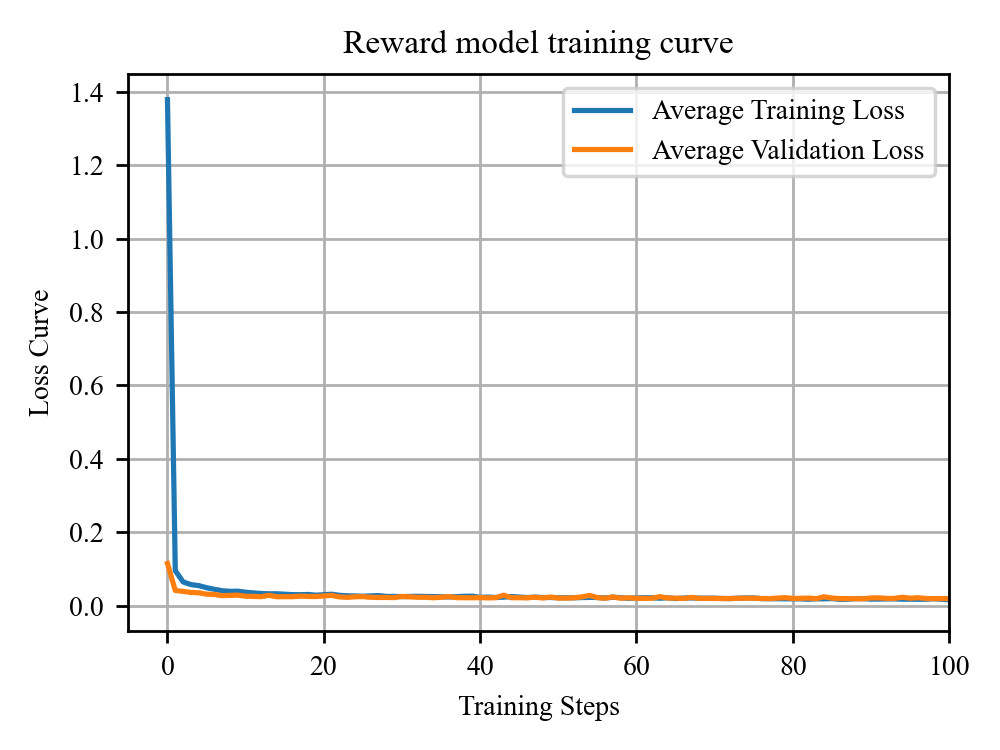 Reward model training curve
Average Training Loss
Average Validation Loss
1.4
1.2
1.0
0.8
0.6
0.4
0.2
0.0
Loss Curve
0 20 40 60 80 100
Training Steps